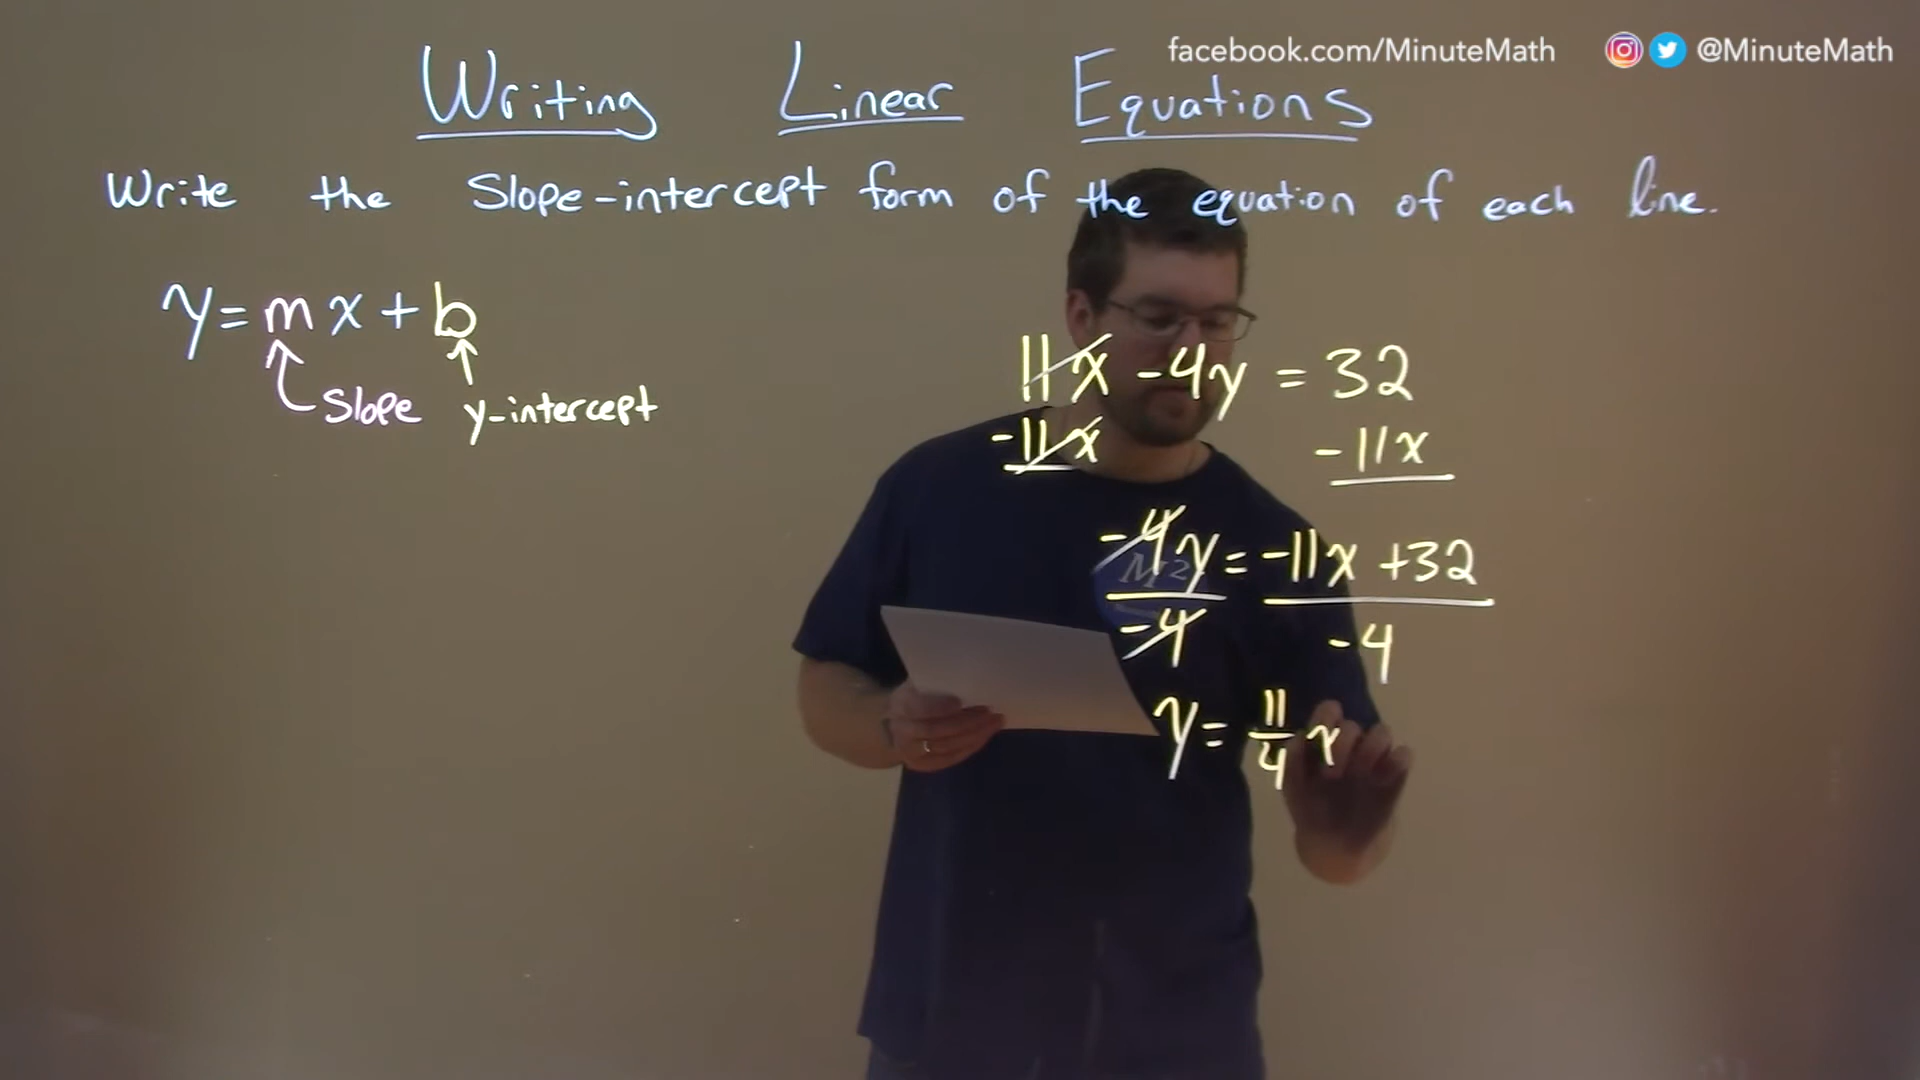 facebook.com/MinuteMath @MinuteMath
Writing Linear Equations
Write the Slope-intercept form of the equation of each line.
y = mx + b
Slope y-intercept
11x - 4y = 32
-11x -11x
-4y = -11x + 32
-4 -4
y = 11/4 x